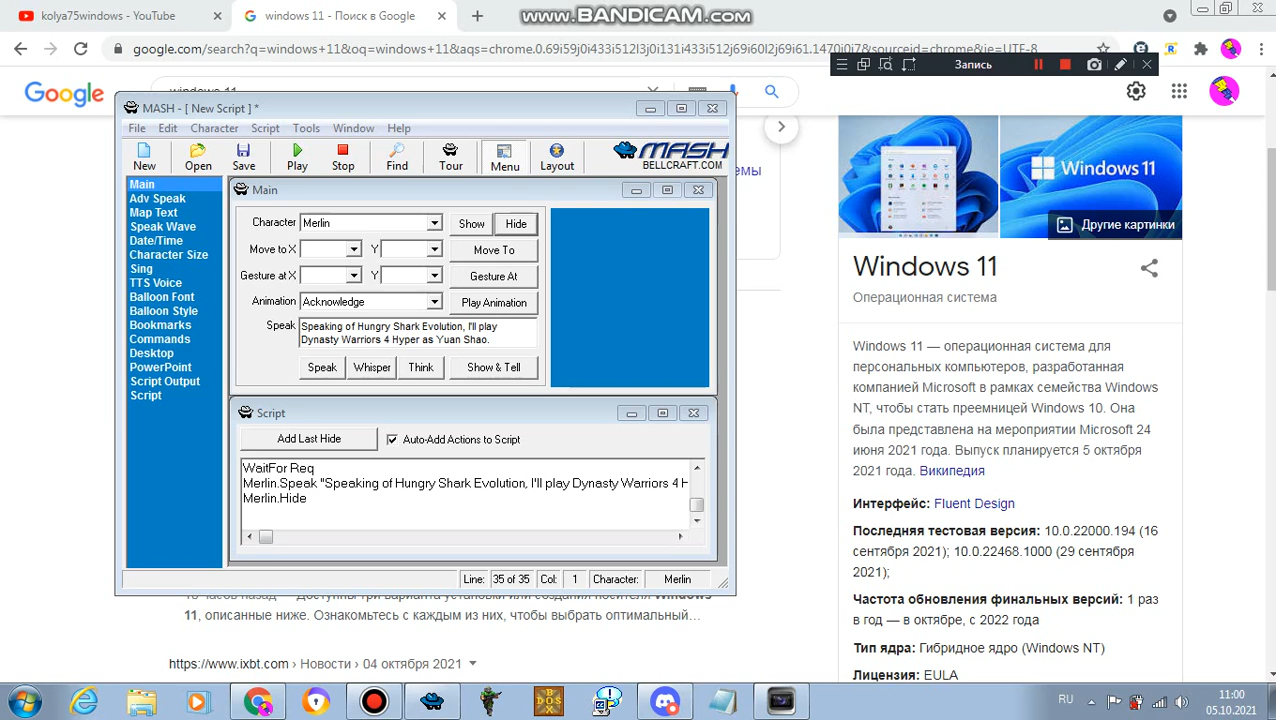 kolya75windows - YouTube
windows 11 - Поиск в Google
www.BANDICAM.com
google.com/search?q=windows+11&oq=windows+11&aqs=chrome.0.69i59j0i433i512l3j0i131i433i512j69i60l2j69i61.1470j0j7&sourceid=chrome&ie=UTF-8
Запись
Google
windows 11
MASH - [ New Script ] *
File Edit Character Script Tools Window Help
New Open Save Play Stop Find Tour Menu Layout
MASH
BELLCRAFT.COM
Main
Adv Speak
Map Text
Speak Wave
Date/Time
Character Size
Sing
TTS Voice
Balloon Font
Balloon Style
Bookmarks
Commands
Desktop
PowerPoint
Script Output
Script
Main
Character Merlin Show Hide
Move to X Y Move To
Gesture at X Y Gesture At
Animation Acknowledge Play Animation
Speak Speaking of Hungry Shark Evolution, I'll play
Dynasty Warriors 4 Hyper as Yuan Shao.
Speak Whisper Think Show & Tell
Script
Add Last Hide Auto-Add Actions to Script
WaitFor Req
Merlin.Speak "Speaking of Hungry Shark Evolution, I'll play Dynasty Warriors 4 H
Merlin.Hide
Line: 35 of 35 Col: 1 Character: Merlin
11, описанные ниже. Ознакомьтесь с каждым из них, чтобы выбрать оптимальный…
https://www.ixbt.com › Новости › 04 октября 2021
Windows 11
Другие картинки
Windows 11
Операционная система
Windows 11 — операционная система для
персональных компьютеров, разработанная
компанией Microsoft в рамках семейства Windows
NT, чтобы стать преемницей Windows 10. Она
была представлена на мероприятии Microsoft 24
июня 2021 года. Выпуск планируется 5 октября
2021 года. Википедия
Интерфейс: Fluent Design
Последняя тестовая версия: 10.0.22000.194 (16
сентября 2021); 10.0.22468.1000 (29 сентября
2021);
Частота обновления финальных версий: 1 раз
в год — в октябре, с 2022 года
Тип ядра: Гибридное ядро (Windows NT)
Лицензия: EULA
RU
11:00
05.10.2021